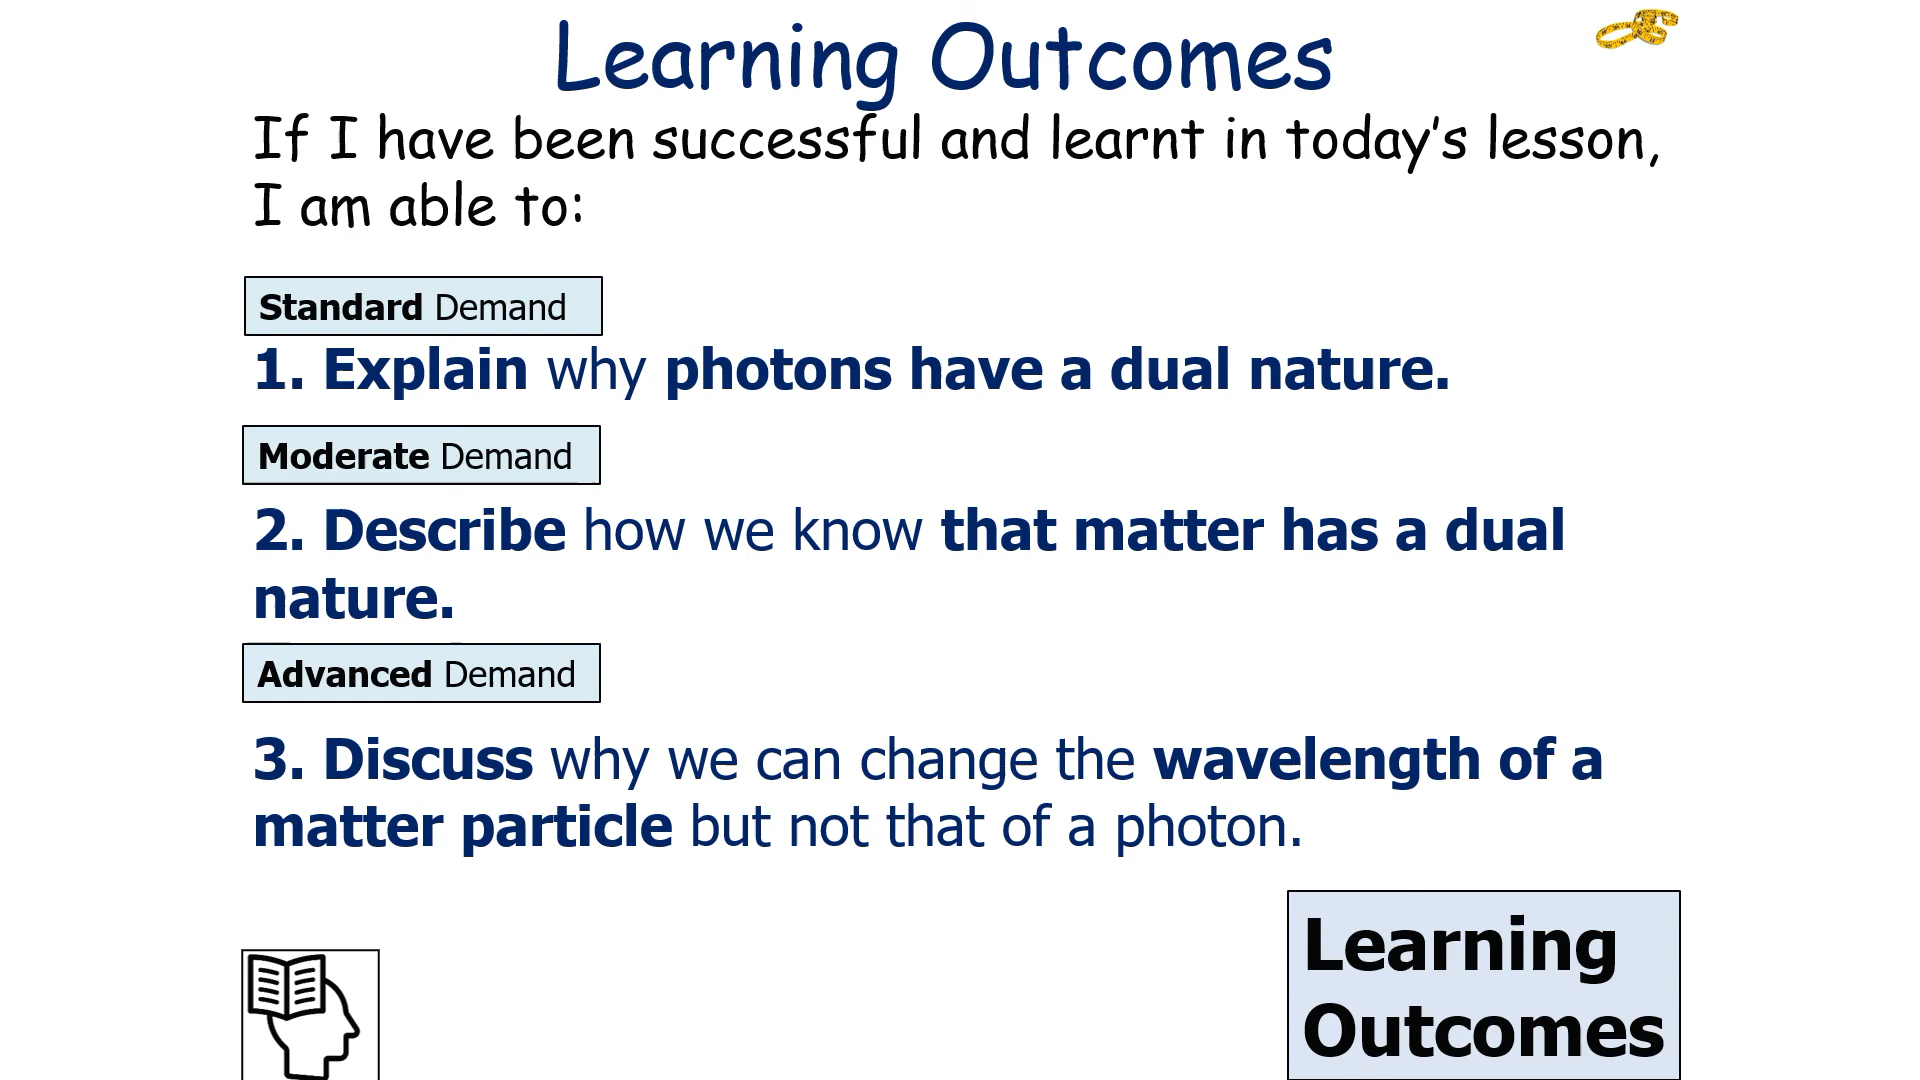 Learning Outcomes
If I have been successful and learnt in today's lesson,
I am able to:
Standard Demand
1. Explain why photons have a dual nature.
Moderate Demand
2. Describe how we know that matter has a dual
nature.
Advanced Demand
3. Discuss why we can change the wavelength of a
matter particle but not that of a photon.
Learning
Outcomes